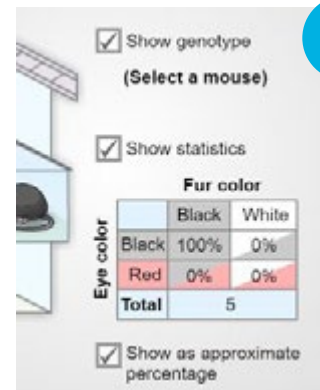 Show genotype
(Select a mouse)
Show statistics
Fur color
Eye color
Black White
Black 100% 0%
Red 0% 0%
Total 5
Show as approximate
percentage